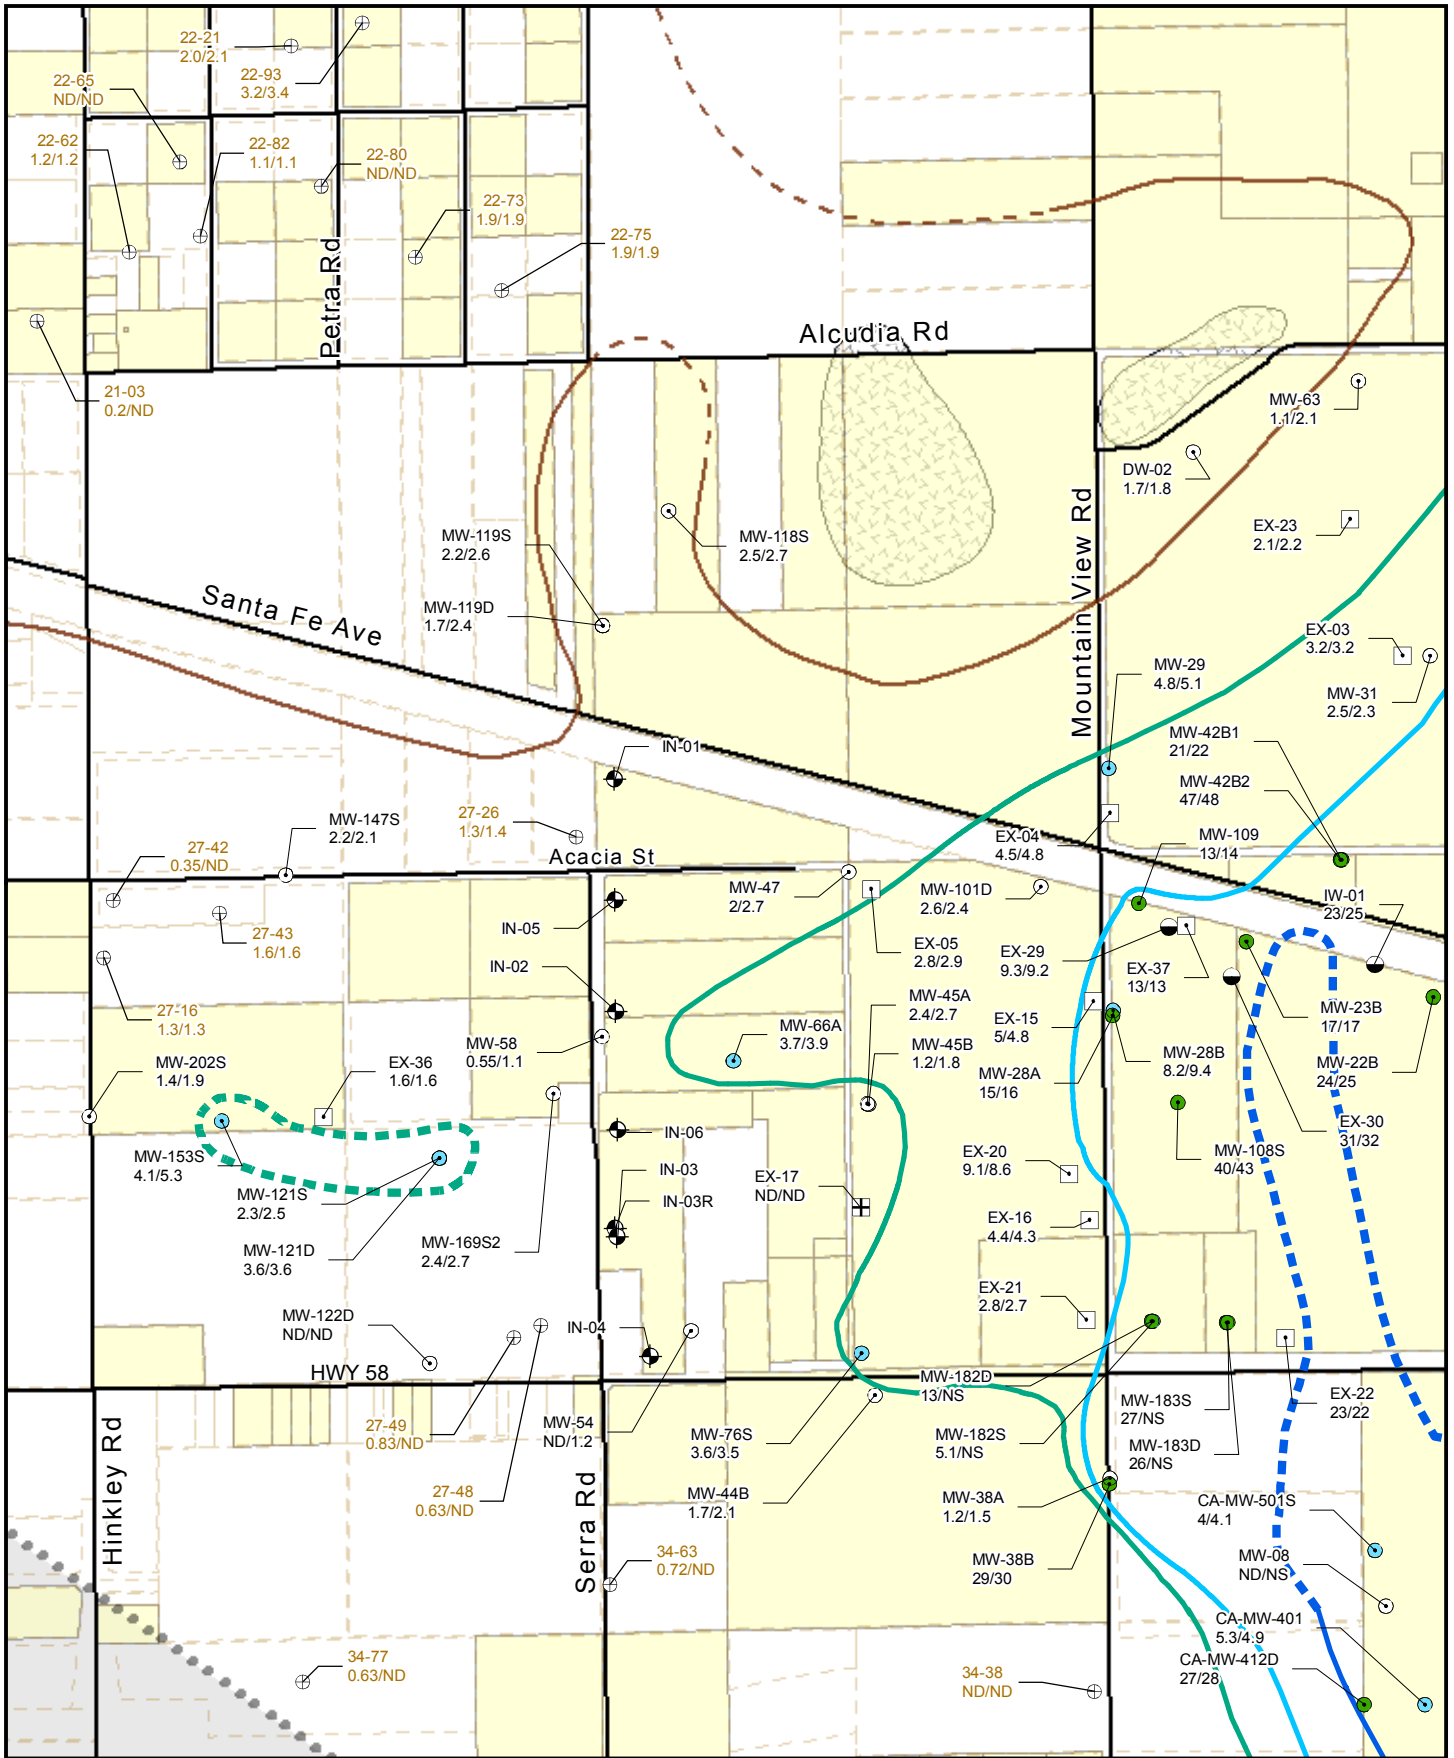 22-21
2.0/2.1
22-93
3.2/3.4
22-65
ND/ND
22-62
1.2/1.2
22-82
1.1/1.1
22-80
ND/ND
22-73
1.9/1.9
22-75
1.9/1.9
Petra Rd
Alcudia Rd
21-03
0.2/ND
MW-63
1.1/2.1
DW-02
1.7/1.8
EX-23
2.1/2.2
MW-119S
2.2/2.6
MW-118S
2.5/2.7
Mountain View Rd
Santa Fe Ave
MW-119D
1.7/2.4
EX-03
3.2/3.2
MW-29
4.8/5.1
MW-31
2.5/2.3
MW-42B1
21/22
IN-01
MW-42B2
47/48
27-26
1.3/1.4
MW-147S
2.2/2.1
EX-04
4.5/4.8
MW-109
13/14
27-42
0.35/ND
Acacia St
MW-47
2/2.7
MW-101D
2.6/2.4
IW-01
23/25
IN-05
27-43
1.6/1.6
EX-05
2.8/2.9
EX-29
9.3/9.2
IN-02
EX-37
13/13
27-16
1.3/1.3
MW-45A
2.4/2.7
MW-23B
17/17
EX-15
5/4.8
MW-66A
3.7/3.9
MW-58
0.55/1.1
MW-45B
1.2/1.8
MW-202S
1.4/1.9
EX-36
1.6/1.6
MW-28B
8.2/9.4
MW-22B
24/25
MW-28A
15/16
EX-30
31/32
IN-06
MW-153S
4.1/5.3
MW-108S
40/43
EX-20
9.1/8.6
IN-03
EX-17
ND/ND
MW-121S
2.3/2.5
IN-03R
EX-16
4.4/4.3
MW-169S2
2.4/2.7
MW-121D
3.6/3.6
EX-21
2.8/2.7
MW-122D
ND/ND
IN-04
HWY 58
MW-182D
13/NS
EX-22
23/22
MW-183S
27/NS
27-49
0.83/ND
MW-54
ND/1.2
MW-76S
3.6/3.5
MW-182S
5.1/NS
MW-183D
26/NS
Hinkley Rd
27-48
0.63/ND
MW-44B
1.7/2.1
MW-38A
1.2/1.5
CA-MW-501S
4/4.1
Serra Rd
34-63
0.72/ND
MW-38B
29/30
MW-08
ND/NS
CA-MW-401
5.3/4.9
34-77
0.63/ND
34-38
ND/ND
CA-MW-412D
27/28